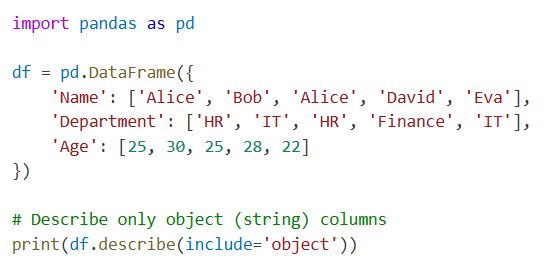 import pandas as pd
df = pd.DataFrame({
    'Name': ['Alice', 'Bob', 'Alice', 'David', 'Eva'],
    'Department': ['HR', 'IT', 'HR', 'Finance', 'IT'],
    'Age': [25, 30, 25, 28, 22]
})
# Describe only object (string) columns
print(df.describe(include='object'))